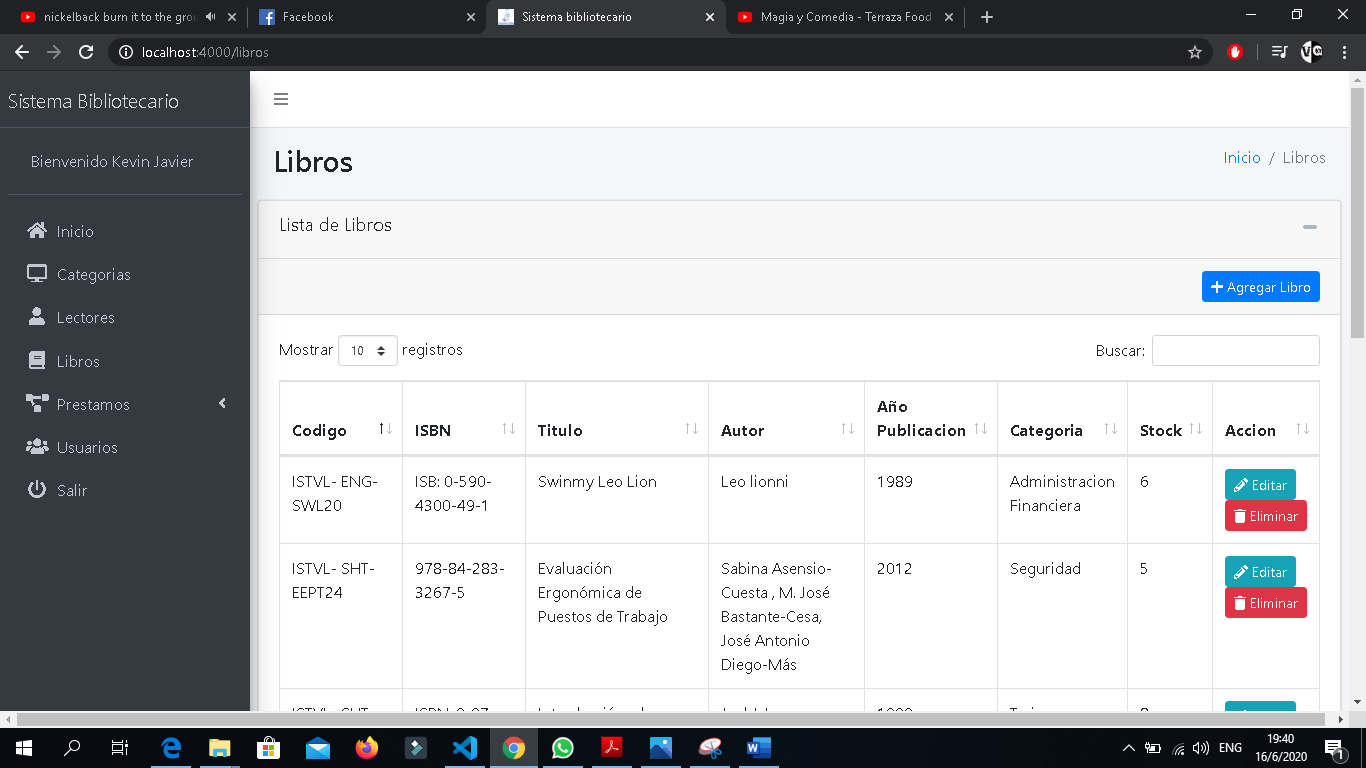 nickelback burn it to the grou
Facebook
Sistema bibliotecario
Magia y Comedia - Terraza Food
localhost:4000/libros
Sistema Bibliotecario
Bienvenido Kevin Javier
Inicio
Categorias
Lectores
Libros
Prestamos
Usuarios
Salir
Libros
Inicio / Libros
Lista de Libros
Agregar Libro
Mostrar 10 registros
Buscar:
Codigo ISBN Titulo Autor Año Publicacion Categoria Stock Accion
ISTVL- ENG- ISB: 0-590- Swinmy Leo Lion Leo lionni 1989 Administracion 6 Editar
SWL20 4300-49-1 Financiera Eliminar
ISTVL- SHT- 978-84-283- Evaluación Sabina Asensio- 2012 Seguridad 5 Editar
EEPT24 3267-5 Ergonómica de Cuesta , M. José Eliminar
Puestos de Trabajo Bastante-Cesa,
José Antonio
Diego-Más
ENG
19:40
16/6/2020
1